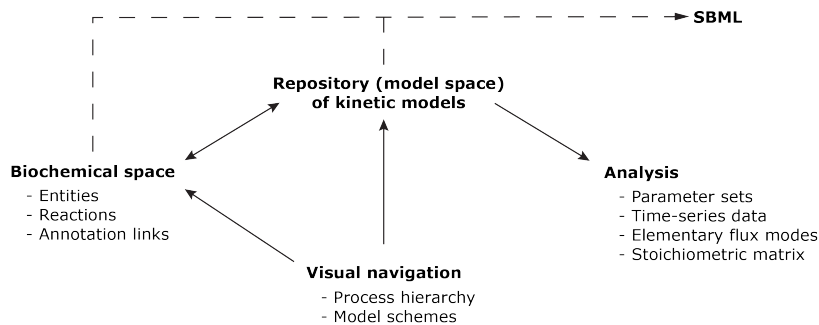 SBML
Repository (model space)
of kinetic models
Biochemical space
- Entities
- Reactions
- Annotation links
Analysis
- Parameter sets
- Time-series data
- Elementary flux modes
- Stoichiometric matrix
Visual navigation
- Process hierarchy
- Model schemes